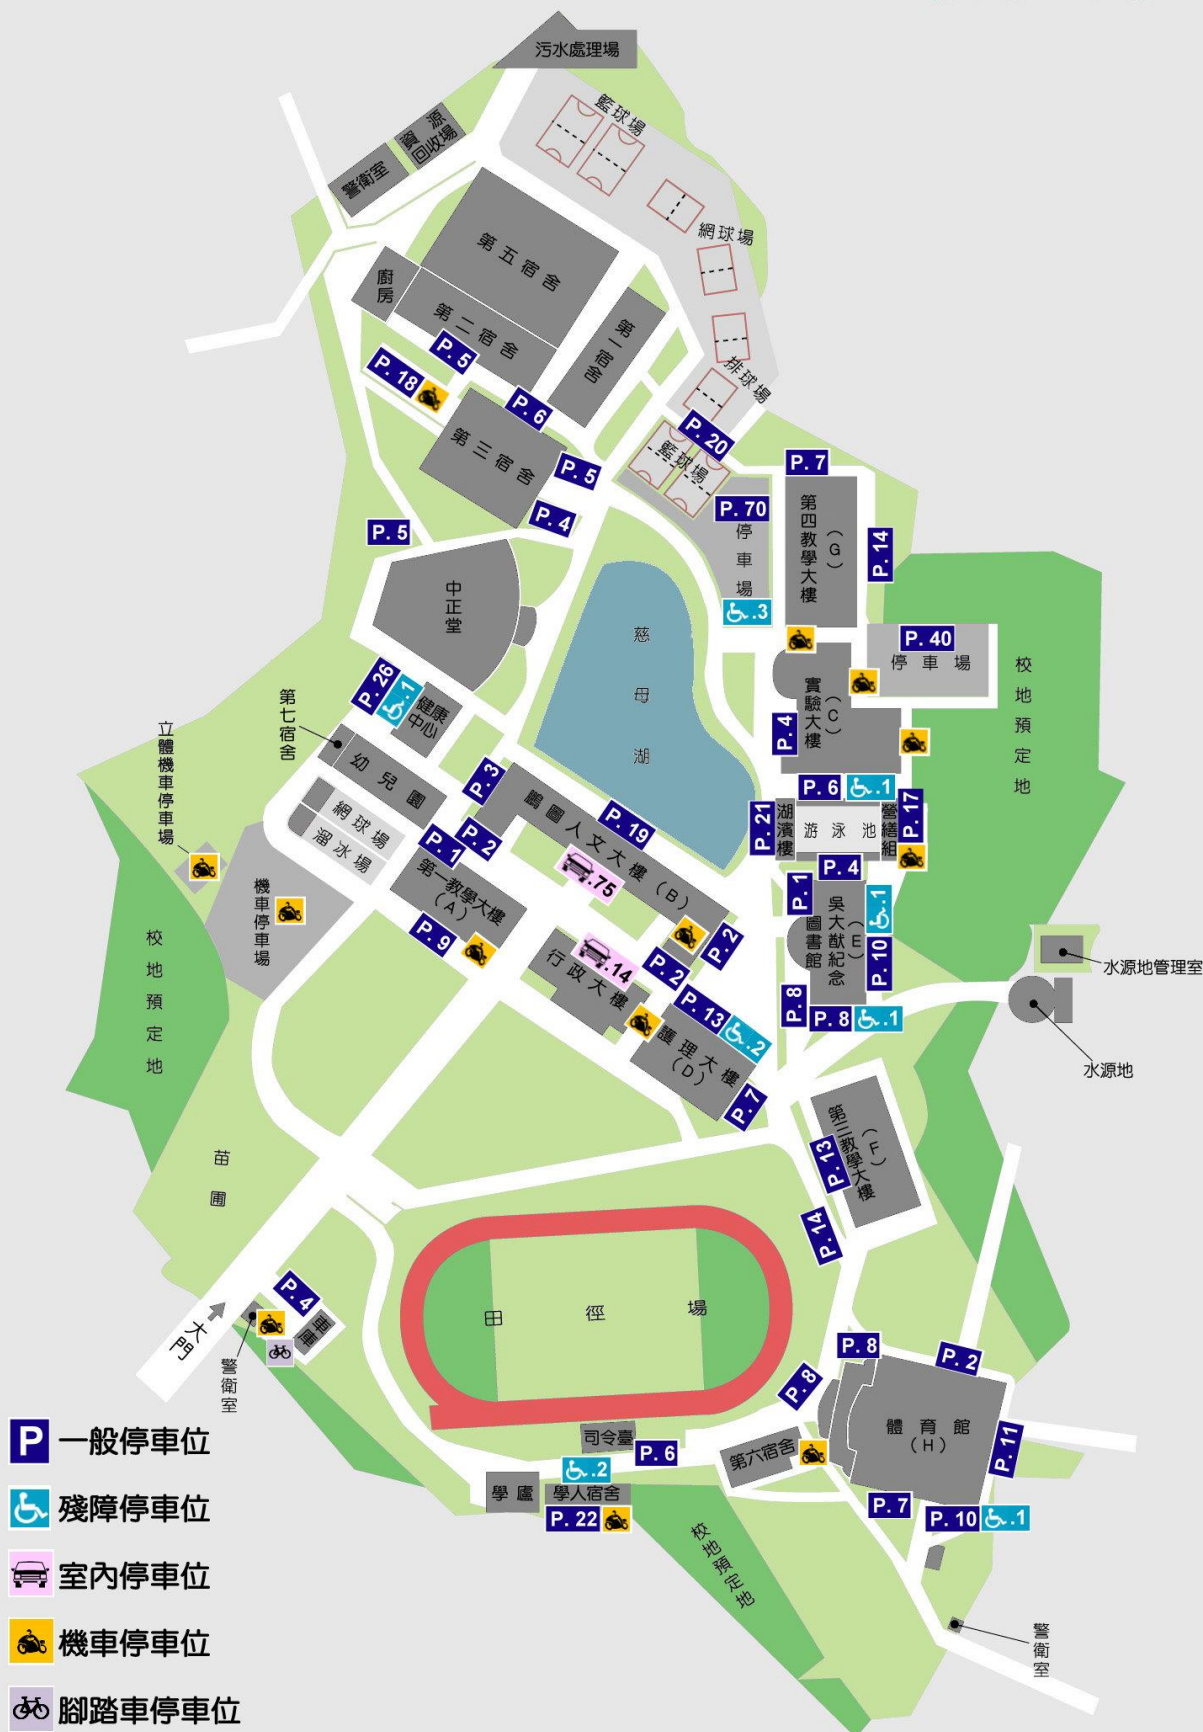 污水處理場
籃球場
資源
回收場
警衛室
網球場
第五宿舍
廚房
第二宿舍
第一宿舍
P. 5
P. 18
排球場
P. 6
P. 20
第三宿舍
籃球場
P. 7
P. 5
P. 70
停車場
第四教學大樓
(G)
P. 14
P. 4
P. 5
中正堂
.3
慈母湖
P. 40
停車場
校地預定地
P. 26
.1
健康
中心
實驗大樓
(C)
P. 4
第七宿舍
立體機車停車場
幼兒園
P. 3
鵬圖人文大樓(B)
P. 6
.1
網球場
溜冰場
P. 19
P. 21
湖濱樓
游泳池
營繕組
P. 17
P. 1
P. 2
.75
P. 4
第一教學大樓
(A)
P. 1
吳大猷紀念
圖書館
(E)
.1
機車停車場
P. 9
P. 2
.14
行政大樓
P. 2
P. 10
校地預定地
水源地管理室
P. 13
.2
P. 8
P. 8
.1
護理大樓
(D)
水源地
P. 7
第三教學大樓
(F)
P. 13
苗圃
P. 14
P. 4
田徑場
車庫
大門
警衛室
P. 8
P. 2
P. 8
體育館
(H)
P. 11
司令臺
P. 6
第六宿舍
.2
學廬
學人宿舍
P. 22
P. 7
P. 10
.1
校地預定地
警衛室
P 一般停車位
殘障停車位
室內停車位
機車停車位
腳踏車停車位